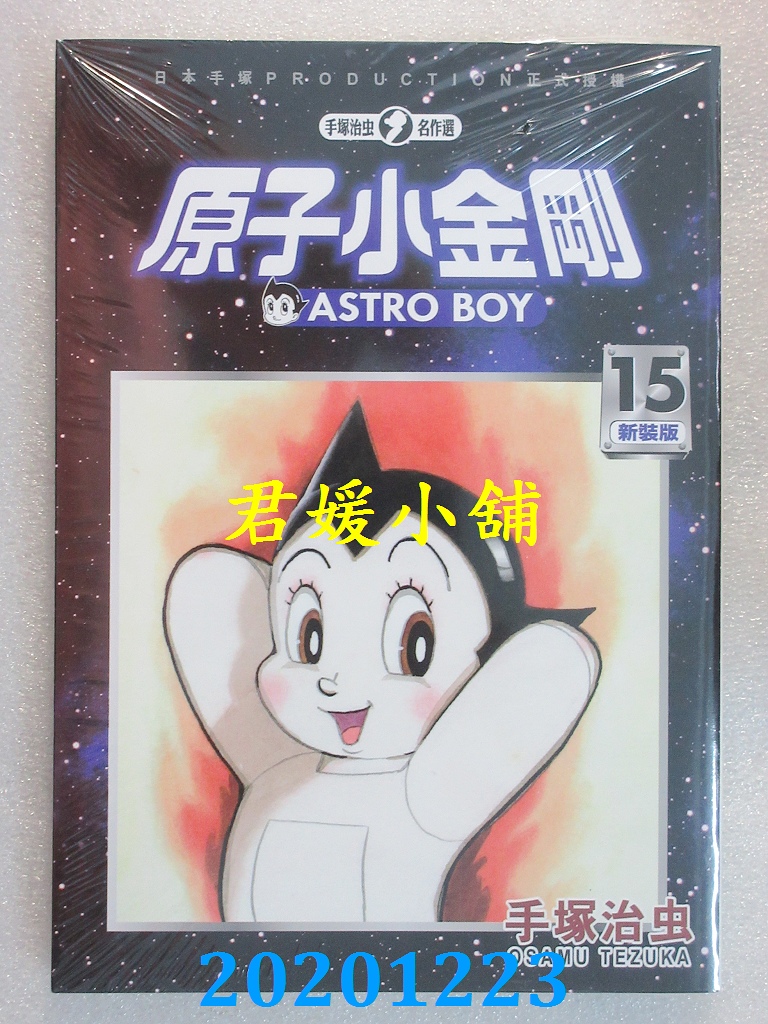 日本手塚PRODUCTION正式授權
手塚治虫 名作選
原子小金剛
ASTRO BOY
15
新裝版
君媛小舖
手塚治虫
OSAMU TEZUKA
20201223